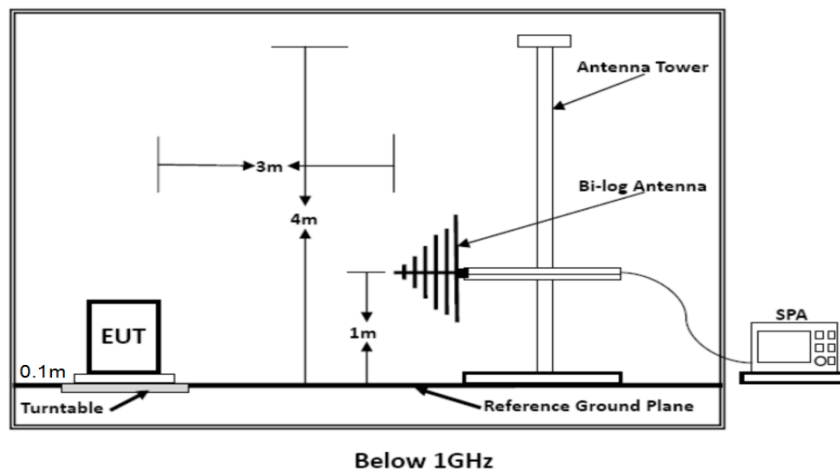 Antenna Tower
3m
Bi-log Antenna
4m
1m
EUT
SPA
0.1m
Turntable
Reference Ground Plane
Below 1GHz